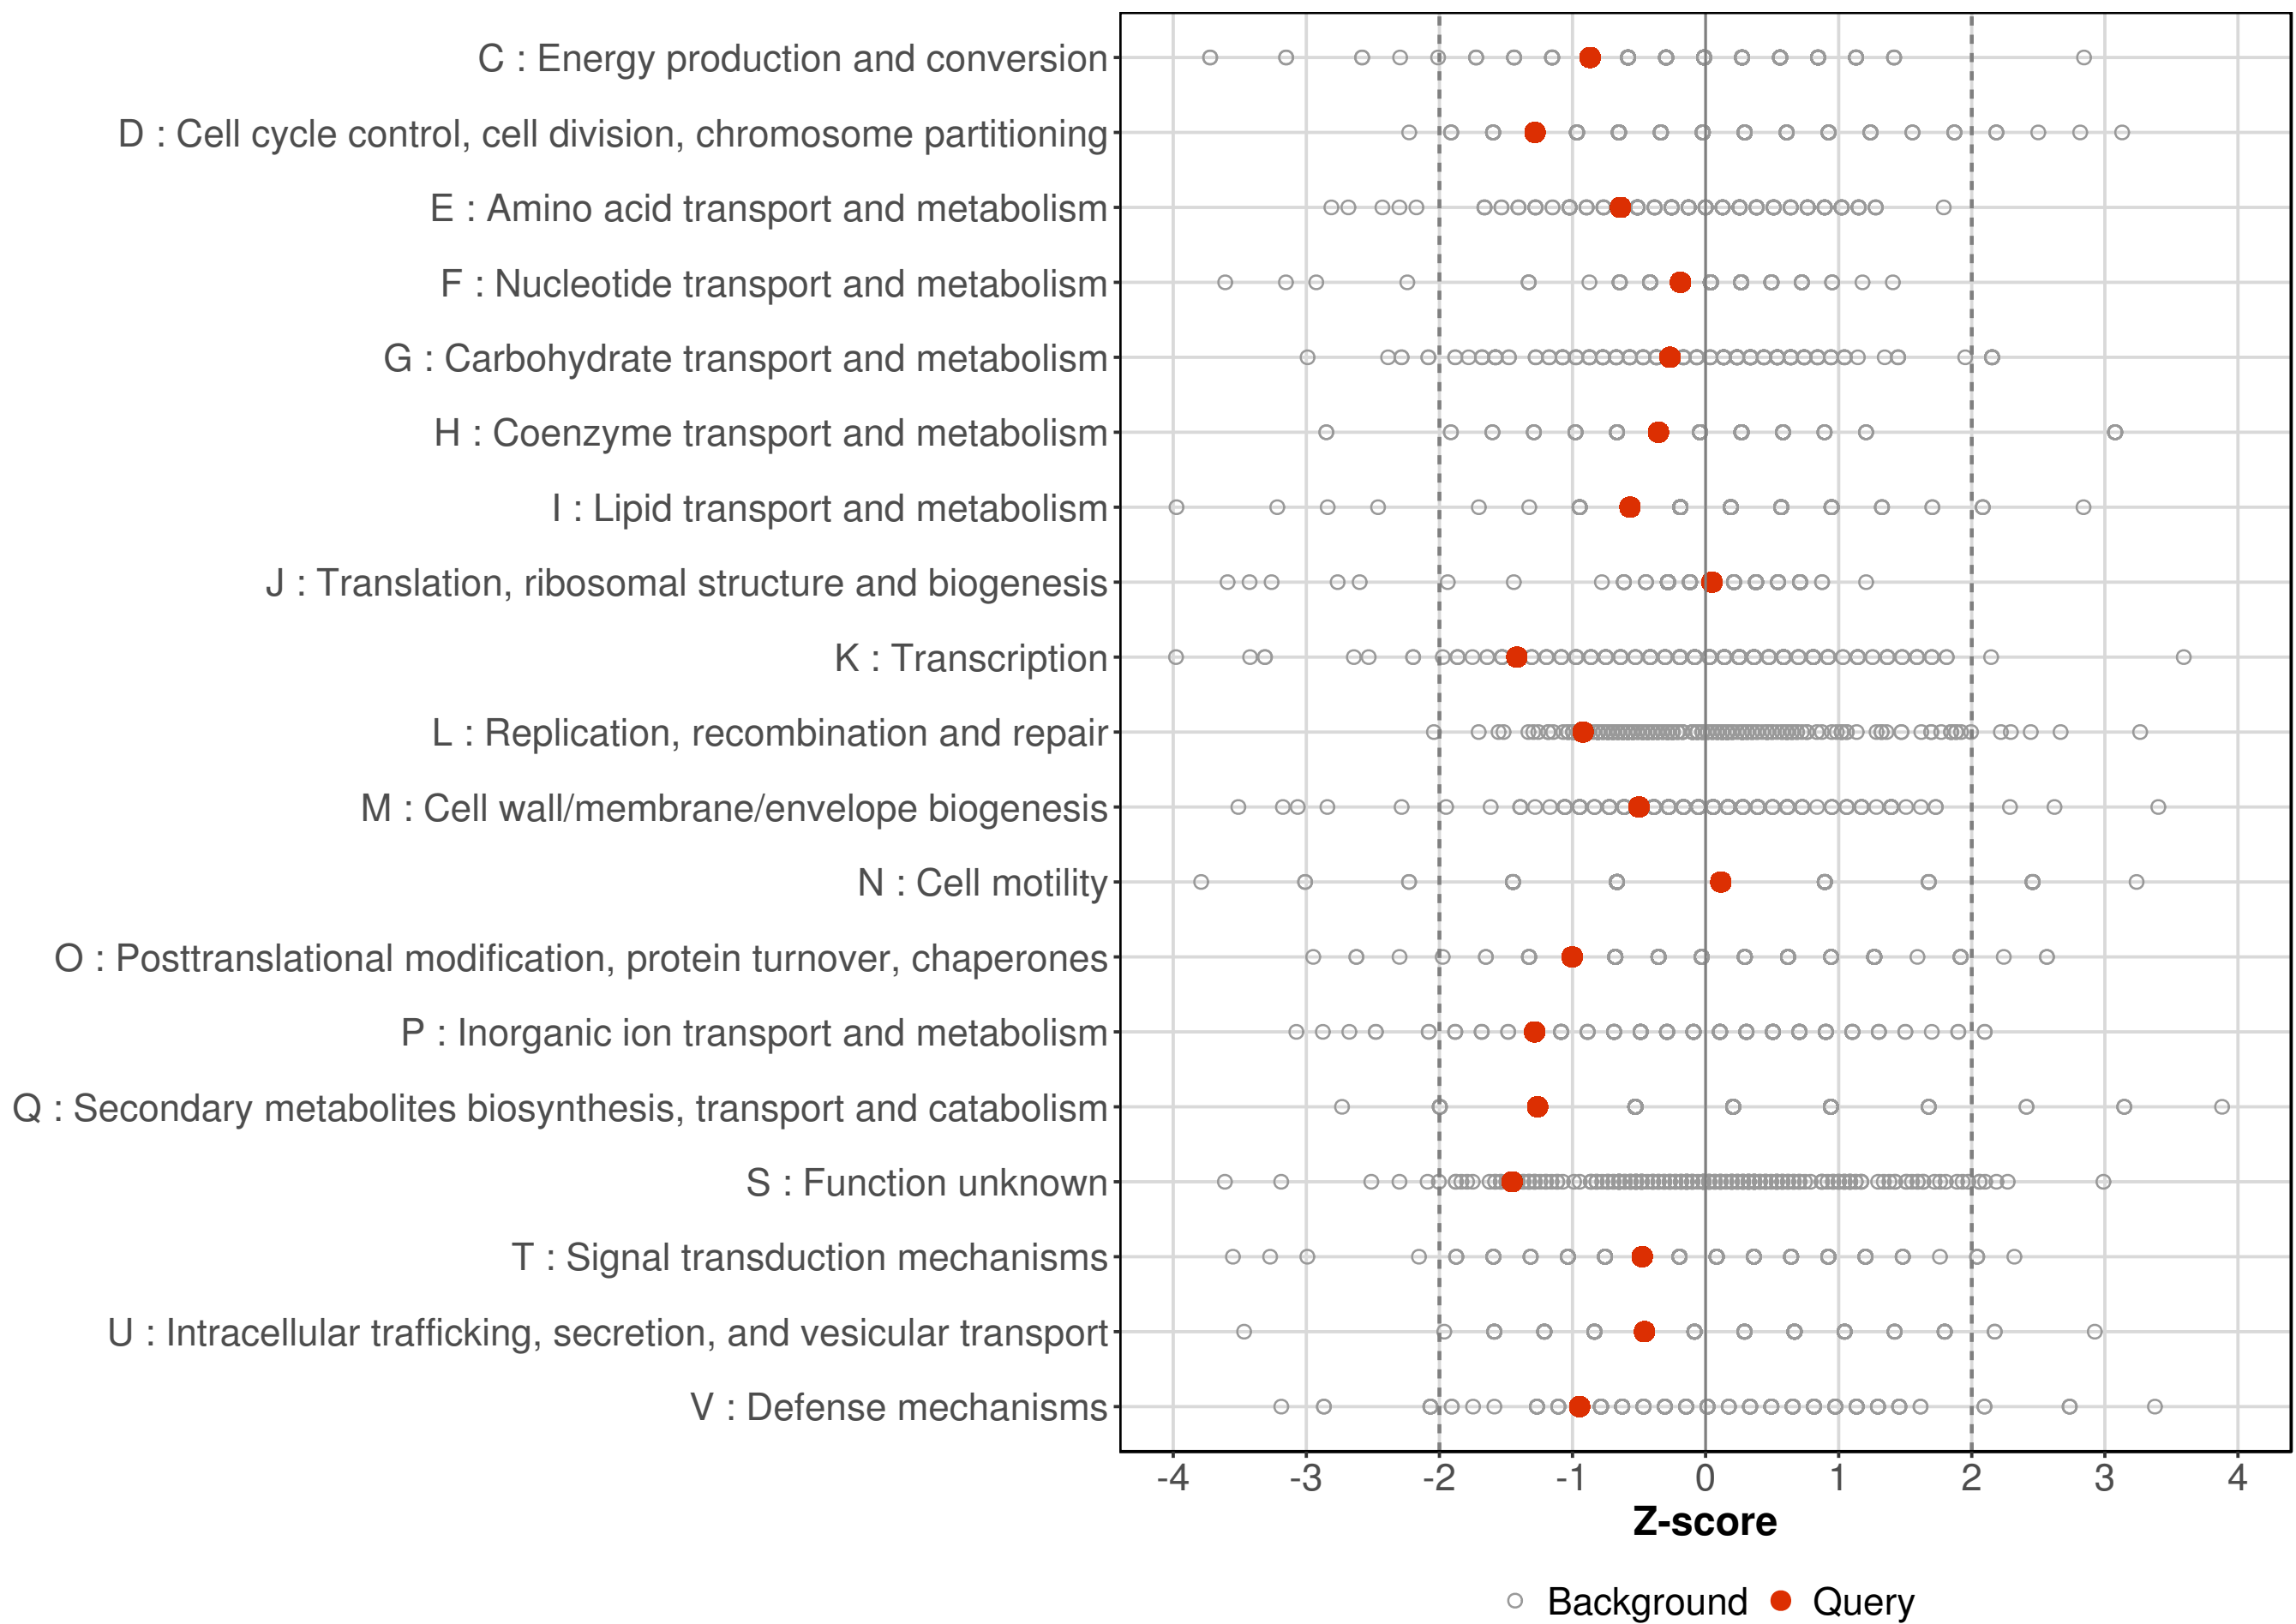 C : Energy production and conversion
D : Cell cycle control, cell division, chromosome partitioning
E : Amino acid transport and metabolism
F : Nucleotide transport and metabolism
G : Carbohydrate transport and metabolism
H : Coenzyme transport and metabolism
I : Lipid transport and metabolism
J : Translation, ribosomal structure and biogenesis
K : Transcription
L : Replication, recombination and repair
M : Cell wall/membrane/envelope biogenesis
N : Cell motility
O : Posttranslational modification, protein turnover, chaperones
P : Inorganic ion transport and metabolism
Q : Secondary metabolites biosynthesis, transport and catabolism
S : Function unknown
T : Signal transduction mechanisms
U : Intracellular trafficking, secretion, and vesicular transport
V : Defense mechanisms
-4 -3 -2 -1 0 1 2 3 4
Z-score
Background Query